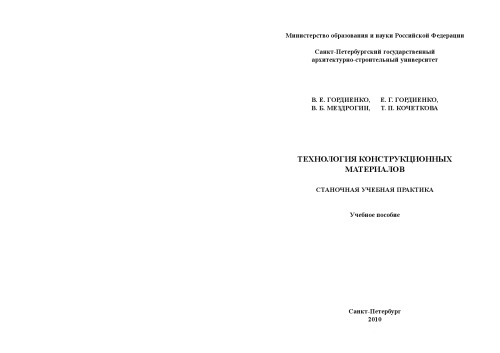 Министерство образования и науки Российской Федерации
Санкт-Петербургский государственный
архитектурно-строительный университет
В. Е. ГОРДИЕНКО, Е. Г. ГОРДИЕНКО,
В. Б. МЕЗДРОГИН, Т. П. КОЧЕТКОВА
ТЕХНОЛОГИЯ КОНСТРУКЦИОННЫХ
МАТЕРИАЛОВ
СТАНОЧНАЯ УЧЕБНАЯ ПРАКТИКА
Учебное пособие
Санкт-Петербург
2010